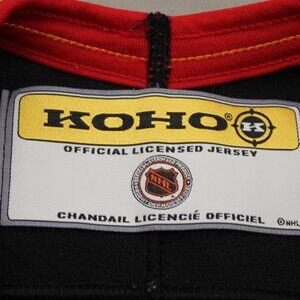 KOHO K
OFFICIAL LICENSED JERSEY
NHL
CHANDAIL LICENCIÉ OFFICIEL
© NHL